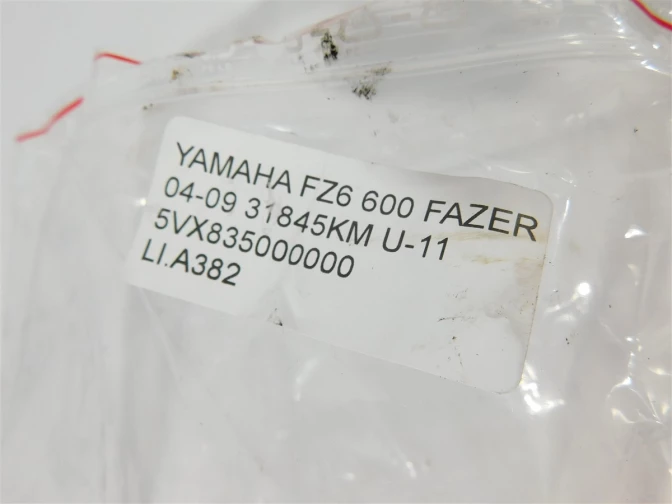 YAMAHA FZ6 600 FAZER
04-09 31845KM U-11
5VX835000000
LI.A382